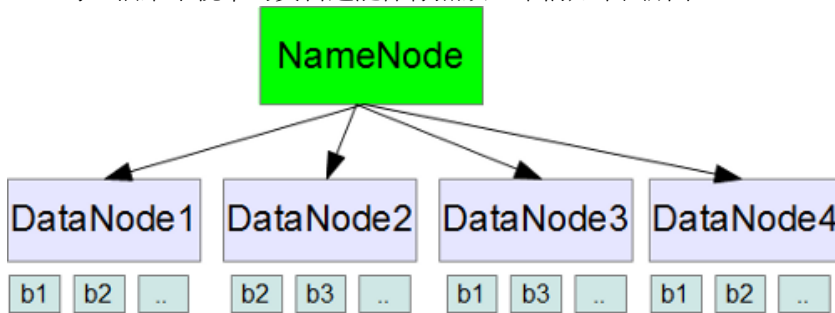 NameNode
DataNode1 DataNode2 DataNode3 DataNode4
b1 b2 .. b2 b3 .. b1 b3 .. b1 b2 ..